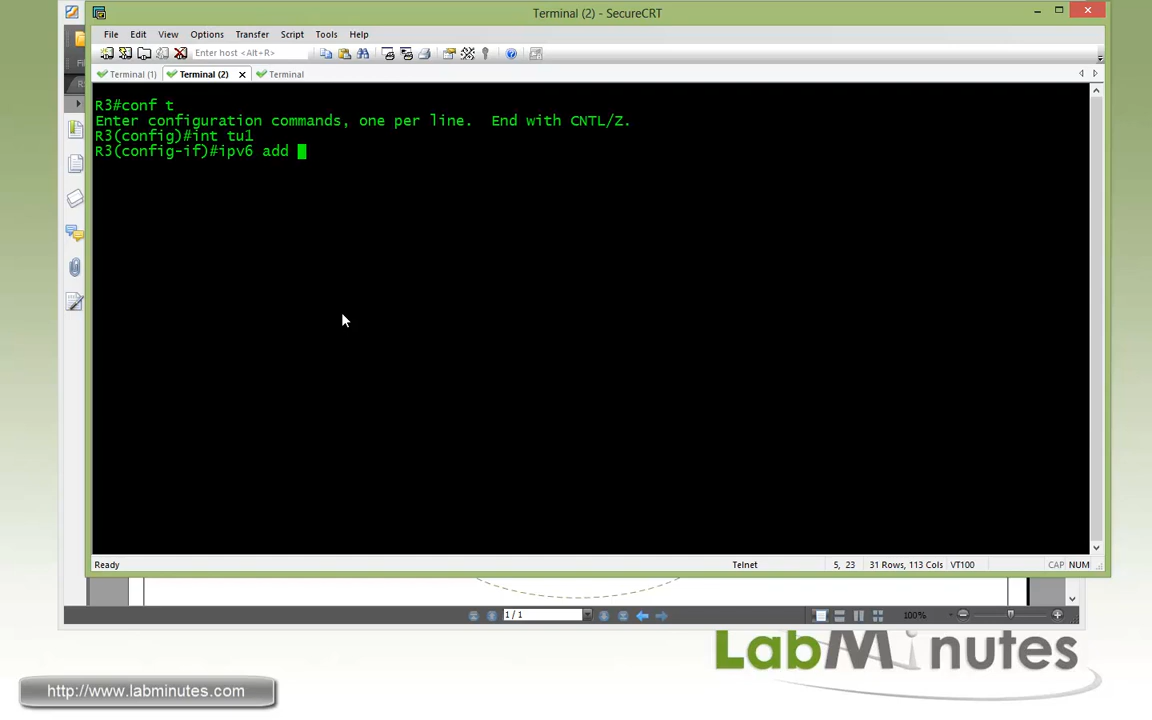 Terminal (2) - SecureCRT
File Edit View Options Transfer Script Tools Help
Enter host <Alt+R>
Terminal (1) Terminal (2) Terminal
R3#conf t
Enter configuration commands, one per line.  End with CNTL/Z.
R3(config)#int tu1
R3(config-if)#ipv6 add
Ready Telnet 5, 23 31 Rows, 113 Cols VT100 CAP NUM
1 / 1 100%
LabMinutes
http://www.labminutes.com